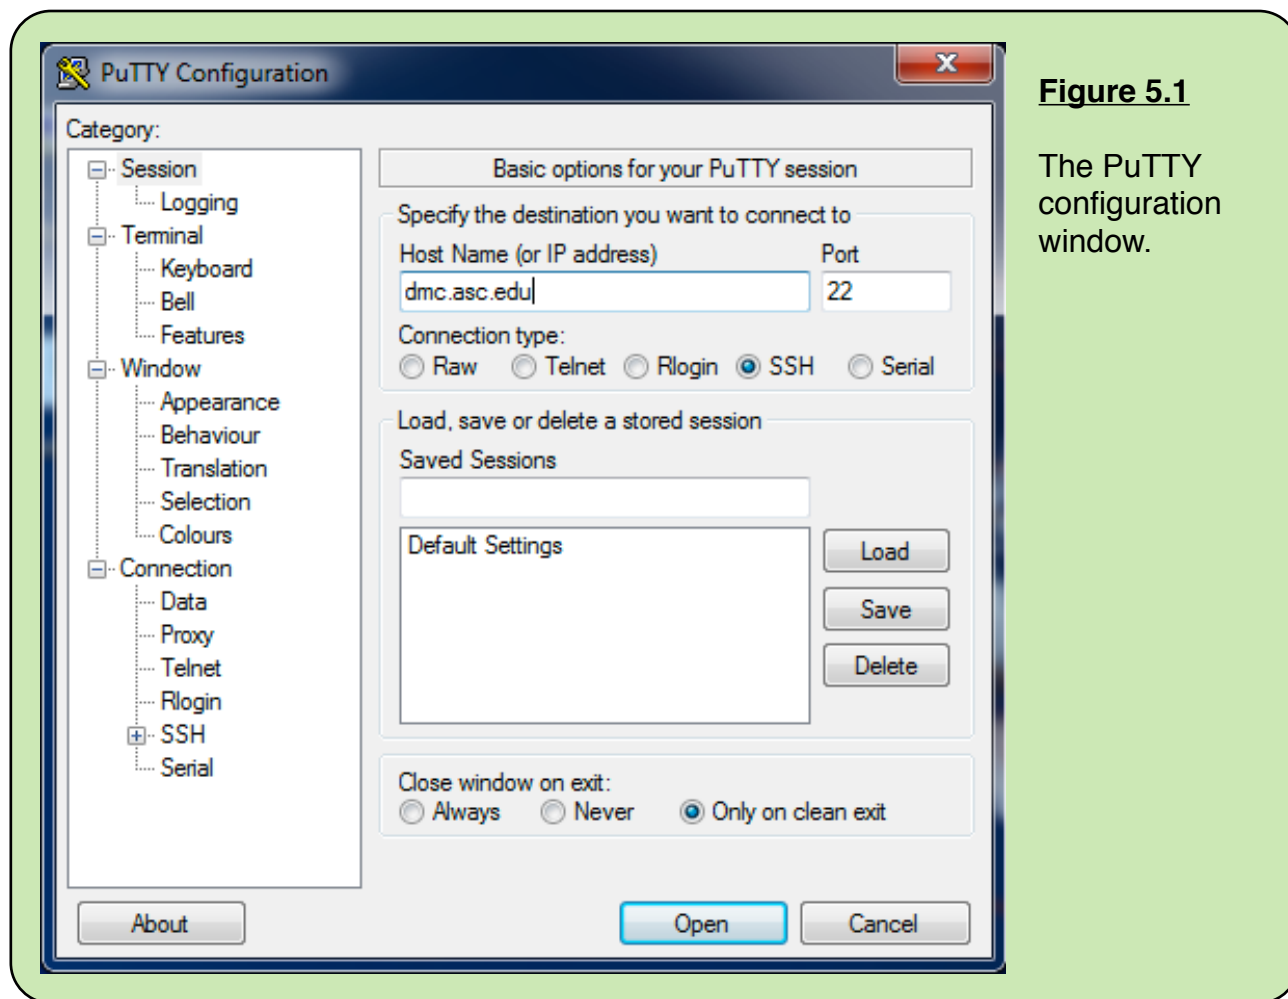 PuTTY Configuration
X
Category:
Session
Logging
Terminal
Keyboard
Bell
Features
Window
Appearance
Behaviour
Translation
Selection
Colours
Connection
Data
Proxy
Telnet
Rlogin
SSH
Serial
Basic options for your PuTTY session
Specify the destination you want to connect to
Host Name (or IP address) Port
dmc.asc.edu 22
Connection type:
Raw Telnet Rlogin SSH Serial
Load, save or delete a stored session
Saved Sessions
Default Settings
Load
Save
Delete
Close window on exit:
Always Never Only on clean exit
About Open Cancel
Figure 5.1
The PuTTY
configuration
window.